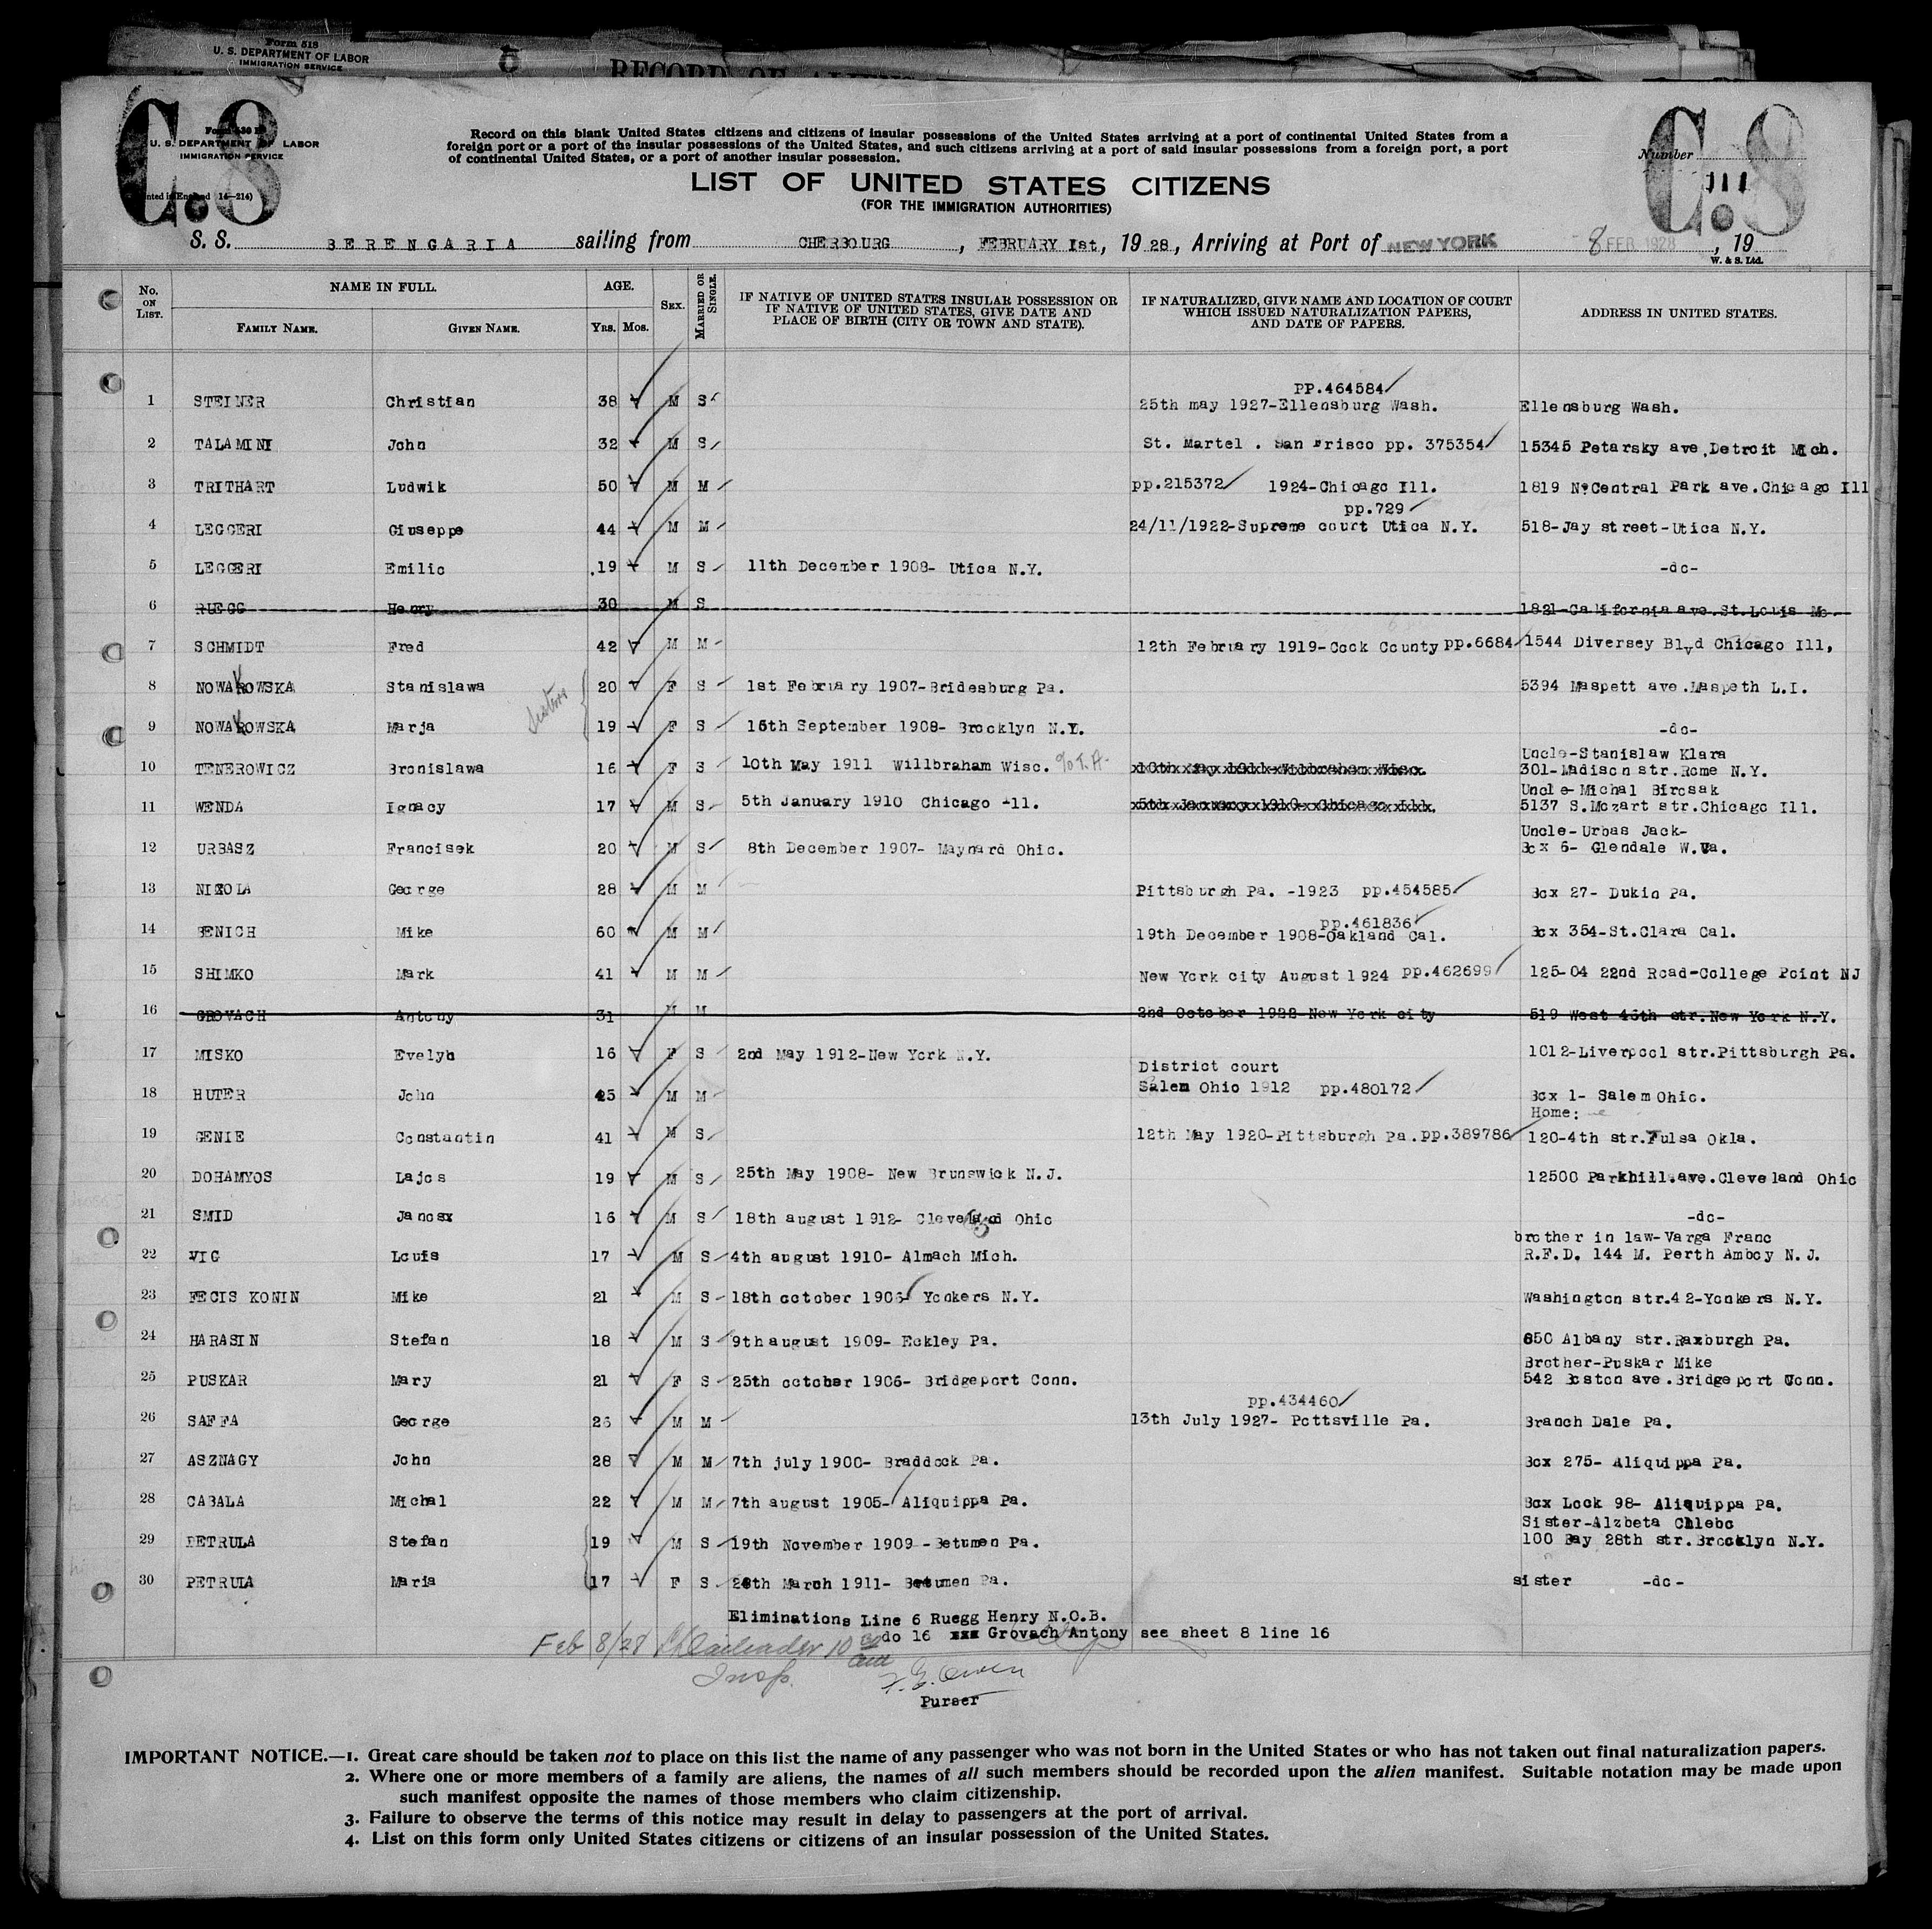 Form 518
U. S. DEPARTMENT OF LABOR
IMMIGRATION SERVICE
RECORD OF ALIENS
C.8
U. S. DEPARTMENT OF LABOR
IMMIGRATION SERVICE
Number
111
C.8
Record on this blank United States citizens and citizens of insular possessions of the United States arriving at a port of continental United States from a
foreign port or a port of the insular possessions of the United States, and such citizens arriving at a port of said insular possessions from a foreign port, a port
of continental United States, or a port of another insular possession.
LIST OF UNITED STATES CITIZENS
(FOR THE IMMIGRATION AUTHORITIES)
S. S. BERENGARIA sailing from CHERBOURG, FEBRUARY 1st, 1928, Arriving at Port of NEW YORK 8 FEB 1928, 19
W. & S. Ltd.
No. ON LIST. NAME IN FULL. FAMILY NAME. GIVEN NAME. AGE. YRS. MOS. SEX. MARRIED OR SINGLE. IF NATIVE OF UNITED STATES INSULAR POSSESSION OR IF NATIVE OF UNITED STATES, GIVE DATE AND PLACE OF BIRTH (CITY OR TOWN AND STATE). IF NATURALIZED, GIVE NAME AND LOCATION OF COURT WHICH ISSUED NATURALIZATION PAPERS, AND DATE OF PAPERS. ADDRESS IN UNITED STATES.
PP.464584
1 STEINER Christian 38 M S 25th may 1927-Ellensburg Wash. Ellensburg Wash.
2 TALAMINI John 32 M S St. Martel . San Frisco pp. 375354 15345 Petarsky ave,Detroit Mich.
3 TRITHART Ludwik 50 M M pp.215372 1924-Chicago Ill. 1819 N.Central Park ave.Chicago Ill
pp.729
4 LEGGERI Giuseppe 44 M M 24/11/1922-Supreme court Utica N.Y. 518-Jay street-Utica N.Y.
5 LEGGERI Emilio 19 M S 11th December 1908- Utica N.Y. -do-
6 RUEGG Henry 30 M S 1821-California ave.St.Louis Mo.
7 SCHMIDT Fred 42 M M 12th February 1919-Cook County pp.6684 1544 Diversey Blvd Chicago Ill,
8 NOWAKOWSKA Stanislawa 20 F S 1st February 1907-Bridesburg Pa. 5394 Maspett ave.Maspeth L.I.
sisters
9 NOWAKOWSKA Marja 19 F S 15th September 1908- Brooklyn N.Y. -do-
Uncle-Stanislaw Klara
10 TENEROWICZ Bronislawa 16 F S 10th May 1911 Willbraham Wisc. 301-Madison str.Rome N.Y.
Uncle-Michal Bircsak
11 WENDA Ignacy 17 M S 5th January 1910 Chicago Ill. 5137 S.Mozart str.Chicago Ill.
Uncle-Urbas Jack-
12 URBASZ Francisek 20 M S 8th December 1907- Maynard Ohio. Box 6- Glendale W.Va.
13 NIKOLA George 28 M M Pittsburgh Pa. -1923 pp.454585 Box 27- Dukin Pa.
pp.461836
14 BENICH Mike 60 M M 19th December 1908-Oakland Cal. Box 354-St.Clara Cal.
15 SHIMKO Mark 41 M M New York city August 1924 pp.462699 125-04 22nd Road-College Point NJ
16 GROVACH Antony 31 M M 2nd October 1922 New York city 519 West 46th str.New York N.Y.
17 MISKO Evelyn 16 F S 2nd May 1912-New York N.Y. 1012-Liverpool str.Pittsburgh Pa.
District court
18 HUTER John 45 M M Salem Ohio 1912 pp.480172 Box 1- Salem Ohio.
Home:
19 GENIE Constantin 41 M S 12th May 1920-Pittsburgh Pa.pp.389786 120-4th str.Tulsa Okla.
20 DOHAMYOS Lajos 19 M S 25th May 1908- New Brunswick N.J. 12500 Parkhill.ave.Cleveland Ohio
21 SMID Janosx 16 M S 18th august 1912- Cleveland Ohio -do-
brother in law-Varga Franc
22 VIG Louis 17 M S 4th august 1910- Almach Mich. R.F.D. 144 M. Perth Amboy N.J.
23 FECIS KONIN Mike 21 M S 18th october 1906 Yonkers N.Y. Washington str.42-Yonkers N.Y.
24 HARASIN Stefan 18 M S 9th august 1909- Eckley Pa. 650 Albany str.Raxburgh Pa.
Brother-Puskar Mike
25 PUSKAR Mary 21 F S 25th october 1906- Bridgeport Conn. 542 Boston ave.Bridgeport Conn.
pp.434460
26 SAFFA George 26 M M 13th July 1927- Pottsville Pa. Branch Dale Pa.
27 ASZNAGY John 28 M M 7th july 1900- Braddock Pa. Box 275- Aliquippa Pa.
28 CABALA Michal 22 M M 7th august 1905- Aliquippa Pa. Box Lock 98- Aliquippa Pa.
Sister-Alzbeta Chlebo
29 PETRULA Stefan 19 M S 19th November 1909 -Betumen Pa. 100 Bay 28th str.Brooklyn N.Y.
30 PETRULA Maria 17 F S 28th March 1911- Betumen Pa. sister -do-
Eliminations Line 6 Ruegg Henry N.O.B.
do 16 xxx Grovach Antony see sheet 8 line 16
Feb 8/28
Insp.
Purser
IMPORTANT NOTICE.—1. Great care should be taken not to place on this list the name of any passenger who was not born in the United States or who has not taken out final naturalization papers.
2. Where one or more members of a family are aliens, the names of all such members should be recorded upon the alien manifest. Suitable notation may be made upon
such manifest opposite the names of those members who claim citizenship.
3. Failure to observe the terms of this notice may result in delay to passengers at the port of arrival.
4. List on this form only United States citizens or citizens of an insular possession of the United States.